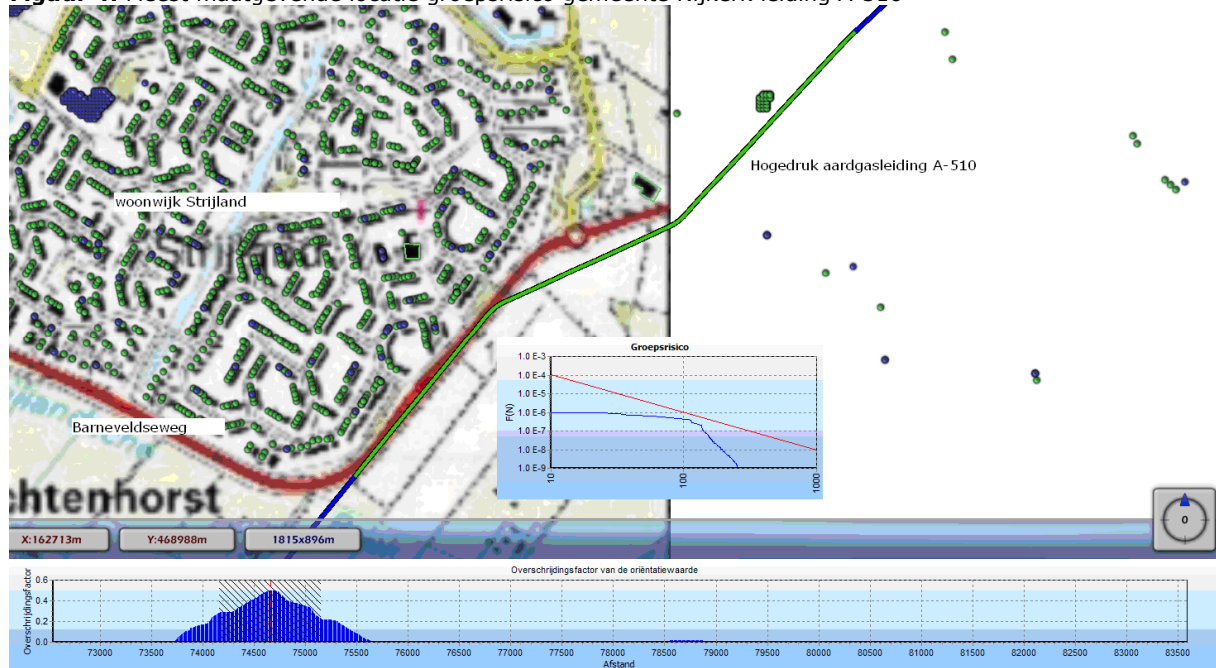 woonwijk Strijland
Strijland
Hogedruk aardgasleiding A-510
Barneveldseweg
chtenhorst
Groepsrisico
F(N)
1.0 E-3
1.0 E-4
1.0 E-5
1.0 E-6
1.0 E-7
1.0 E-8
1.0 E-9
10
100
1000
0
X:162713m
Y:468988m
1815x896m
Overschrijdingsfactor van de oriëntatiewaarde
Overschrijdingsfactor
0.6
0.4
0.2
0.0
73000 73500 74000 74500 75000 75500 76000 76500 77000 77500 78000 78500 79000 79500 80000 80500 81000 81500 82000 82500 83000 83500
Afstand